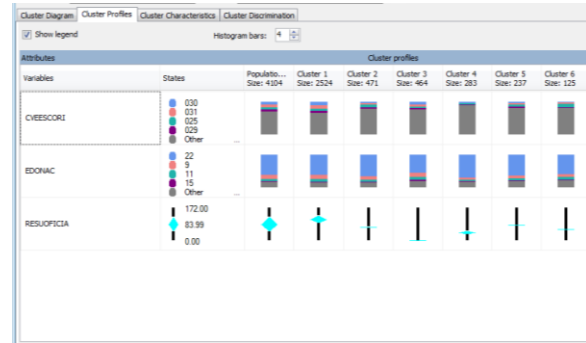 Cluster Diagram Cluster Profiles Cluster Characteristics Cluster Discrimination
Show legend Histogram bars: 4
Attributes Cluster profiles
Variables States Populatio... Size: 4104 Cluster 1 Size: 2524 Cluster 2 Size: 471 Cluster 3 Size: 464 Cluster 4 Size: 283 Cluster 5 Size: 237 Cluster 6 Size: 125
CVEESCORI
030
031
025
029
Other ...
EDONAC
22
9
11
15
Other ...
RESUOFICIA
172.00
83.99
0.00